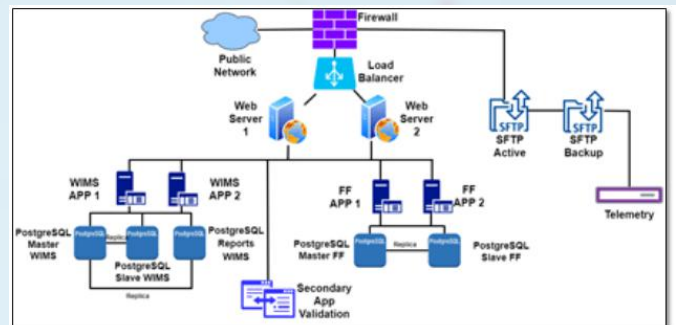 Firewall
Public
Network
Load
Balancer
Web
Server
1
Web
Server
2
SFTP
SFTP
Active
SFTP
SFTP
Backup
Telemetry
WIMS
APP 1
WIMS
APP 2
FF
APP 1
FF
APP 2
PostgreSQL
Master
WIMS
PostgreSQL
Replica
PostgreSQL
PostgreSQL
PostgreSQL
Reports
WIMS
PostgreSQL
Slave WIMS
Replica
PostgreSQL
Master FF
PostgreSQL
Replica
PostgreSQL
PostgreSQL
Slave FF
Secondary
App
Validation